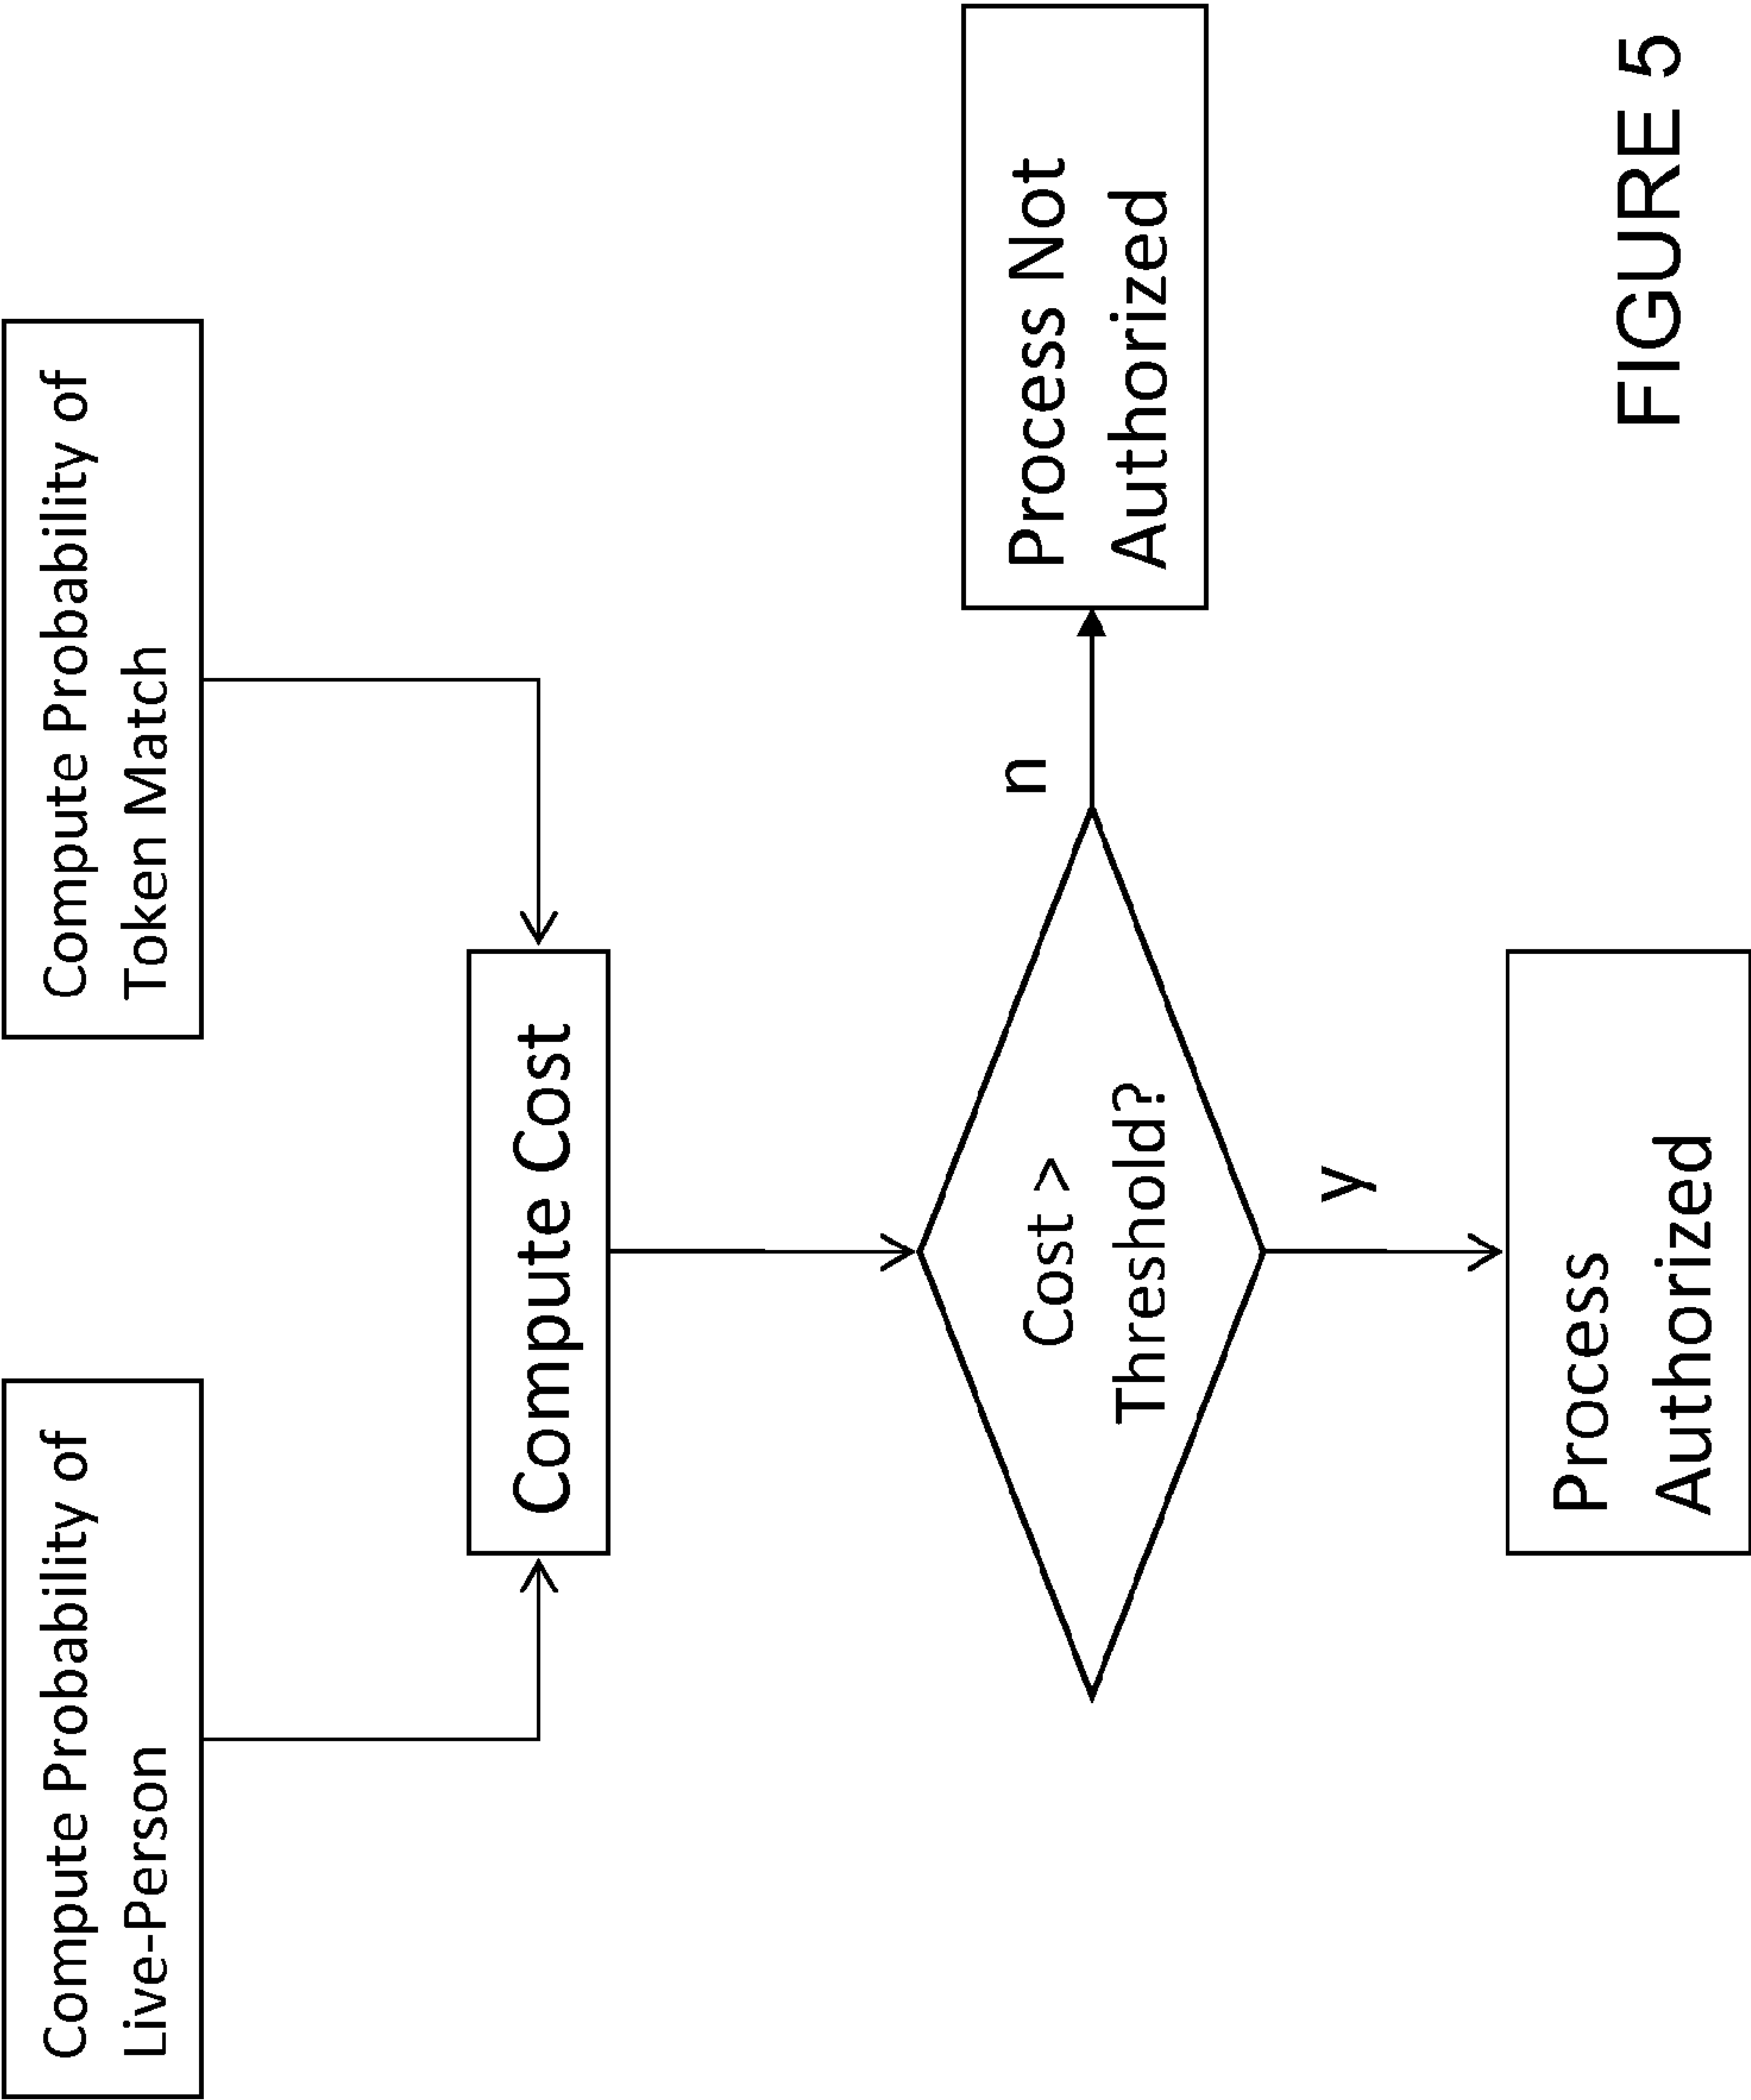 Compute Probability of
Live-Person
Compute Probability of
Token Match
Compute Cost
Cost >
Threshold?
n
Process Not
Authorized
y
Process
Authorized
FIGURE 5